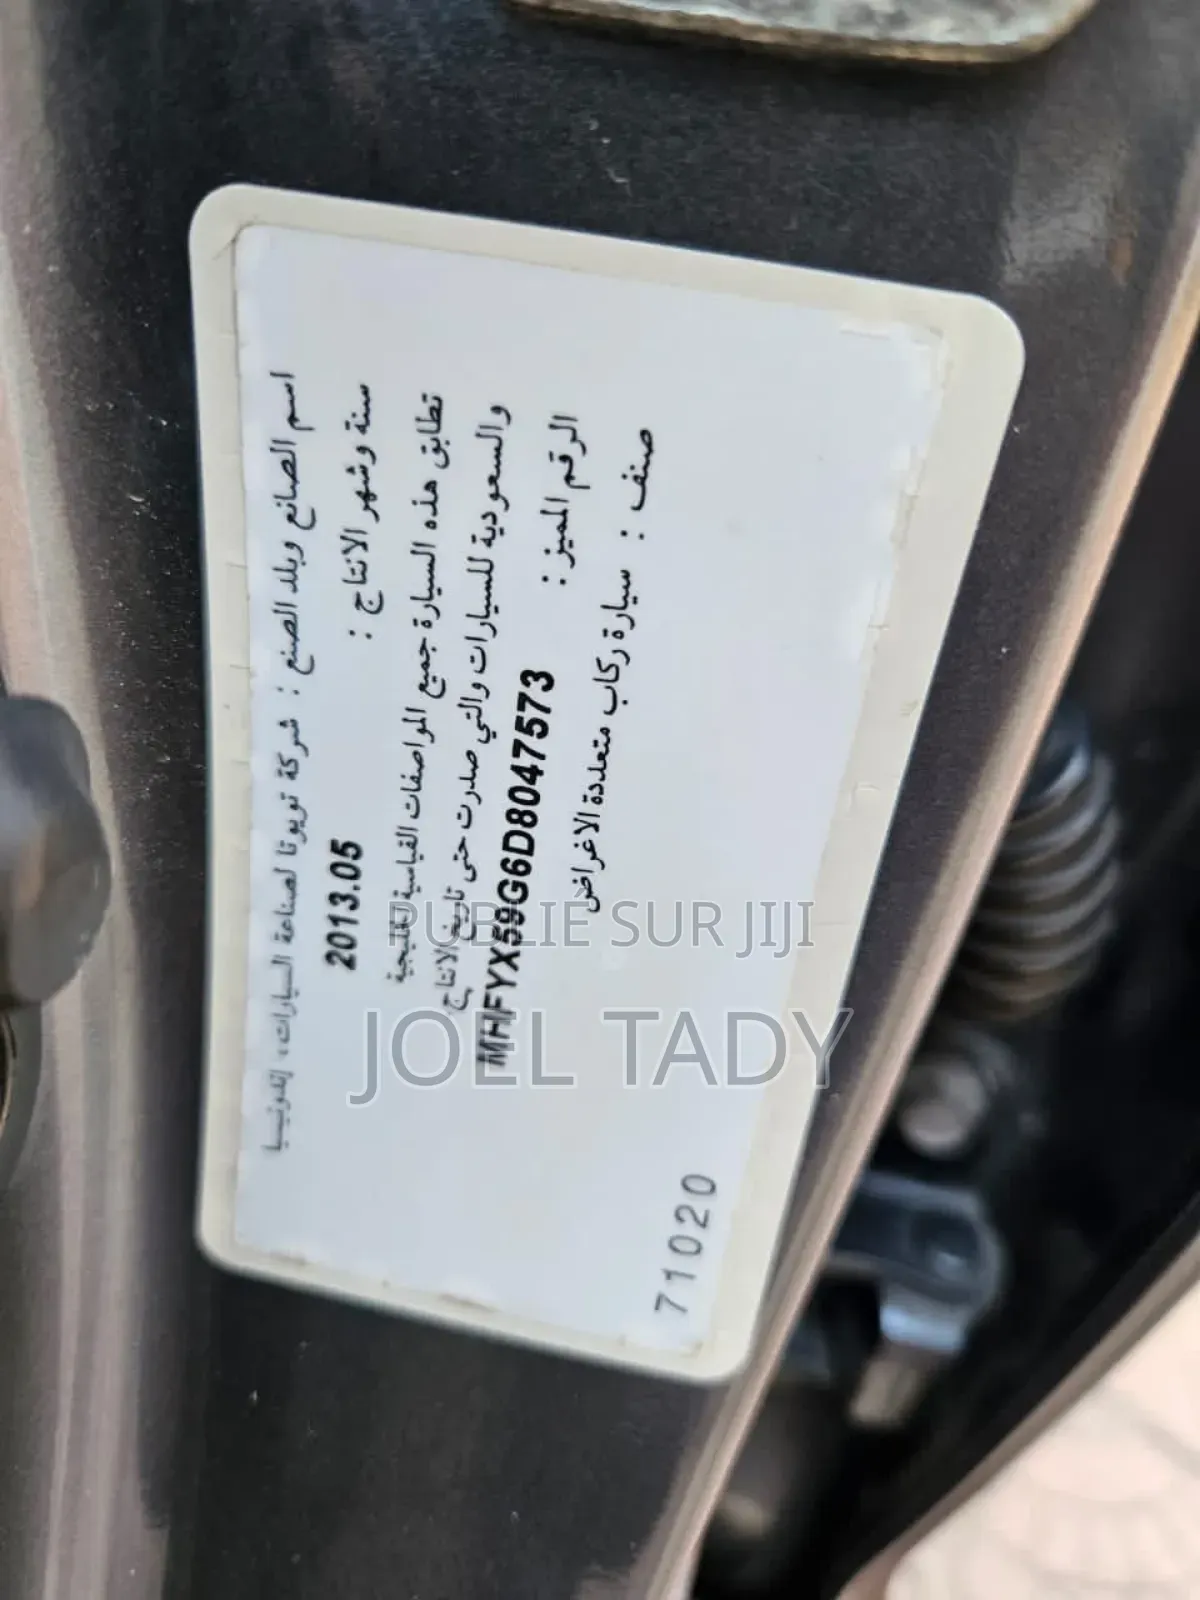 اسم الصانع وبلد الصنع : شركة تويوتا لصناعة السيارات، إندونيسيا
سنة وشهر الانتاج : 2013.05
تطابق هذه السيارة جميع المواصفات القياسية الخليجية
والسعودية للسيارات والتي صدرت حتى تاريخ الانتاج
الرقم المميز : MHFYX59G6D8047573
صنف : سيارة ركاب متعددة الاغراض
71020
PUBLIÉ SUR JIJI
JOEL TADY